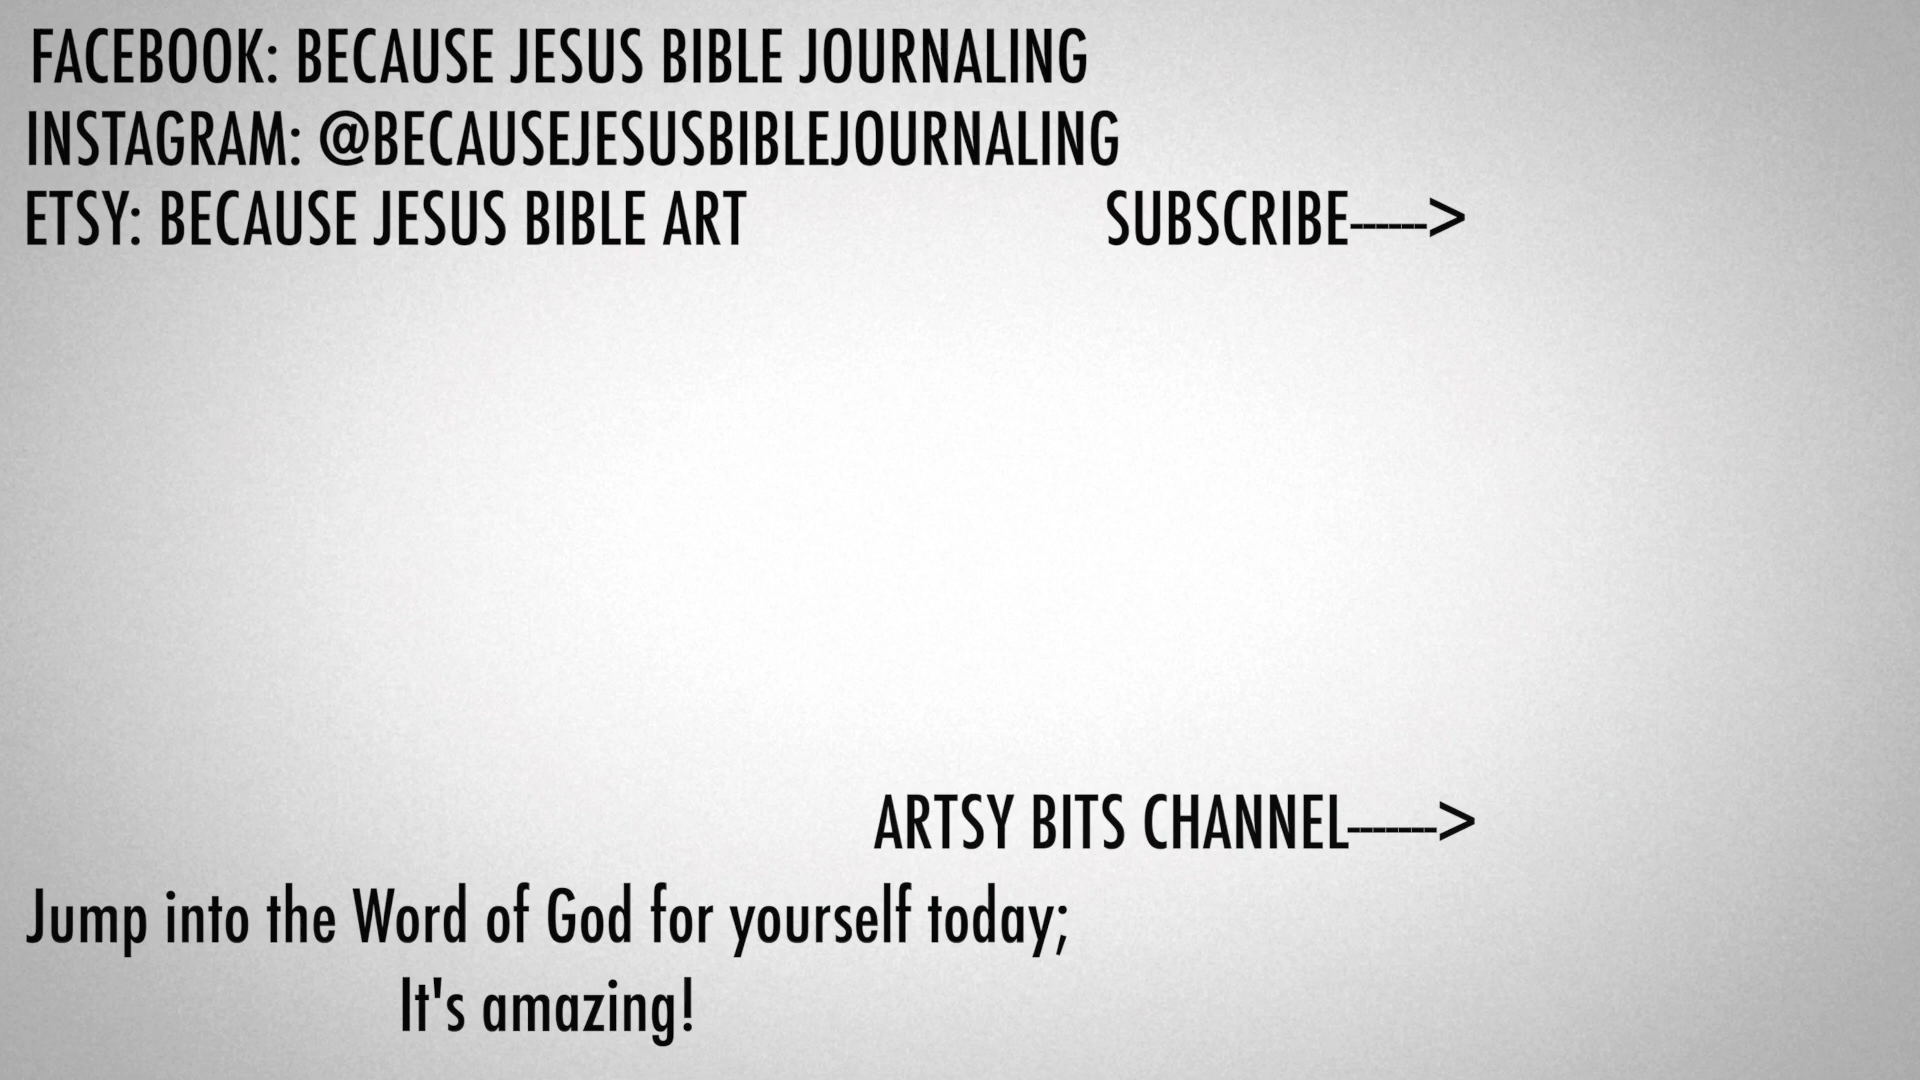 FACEBOOK: BECAUSE JESUS BIBLE JOURNALING
INSTAGRAM: @BECAUSEJESUSBIBLEJOURNALING
ETSY: BECAUSE JESUS BIBLE ART
SUBSCRIBE------>
ARTSY BITS CHANNEL------->
Jump into the Word of God for yourself today;
It's amazing!